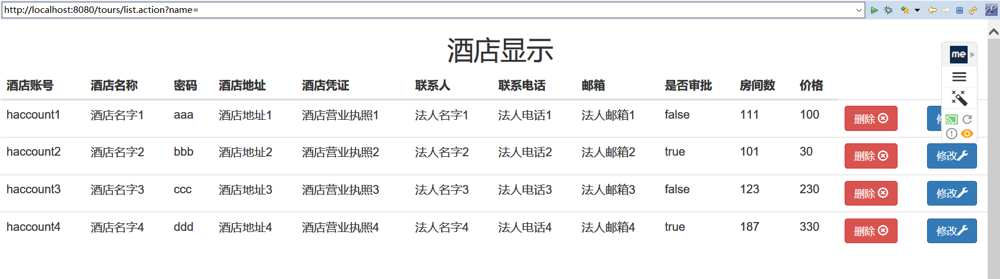 http://localhost:8080/tours/list.action?name=
酒店显示
me
酒店账号 酒店名称 密码 酒店地址 酒店凭证 联系人 联系电话 邮箱 是否审批 房间数 价格
haccount1 酒店名字1 aaa 酒店地址1 酒店营业执照1 法人名字1 法人电话1 法人邮箱1 false 111 100 删除
haccount2 酒店名字2 bbb 酒店地址2 酒店营业执照2 法人名字2 法人电话2 法人邮箱2 true 101 30 删除 修改
haccount3 酒店名字3 ccc 酒店地址3 酒店营业执照3 法人名字3 法人电话3 法人邮箱3 false 123 230 删除 修改
haccount4 酒店名字4 ddd 酒店地址4 酒店营业执照4 法人名字4 法人电话4 法人邮箱4 true 187 330 删除 修改